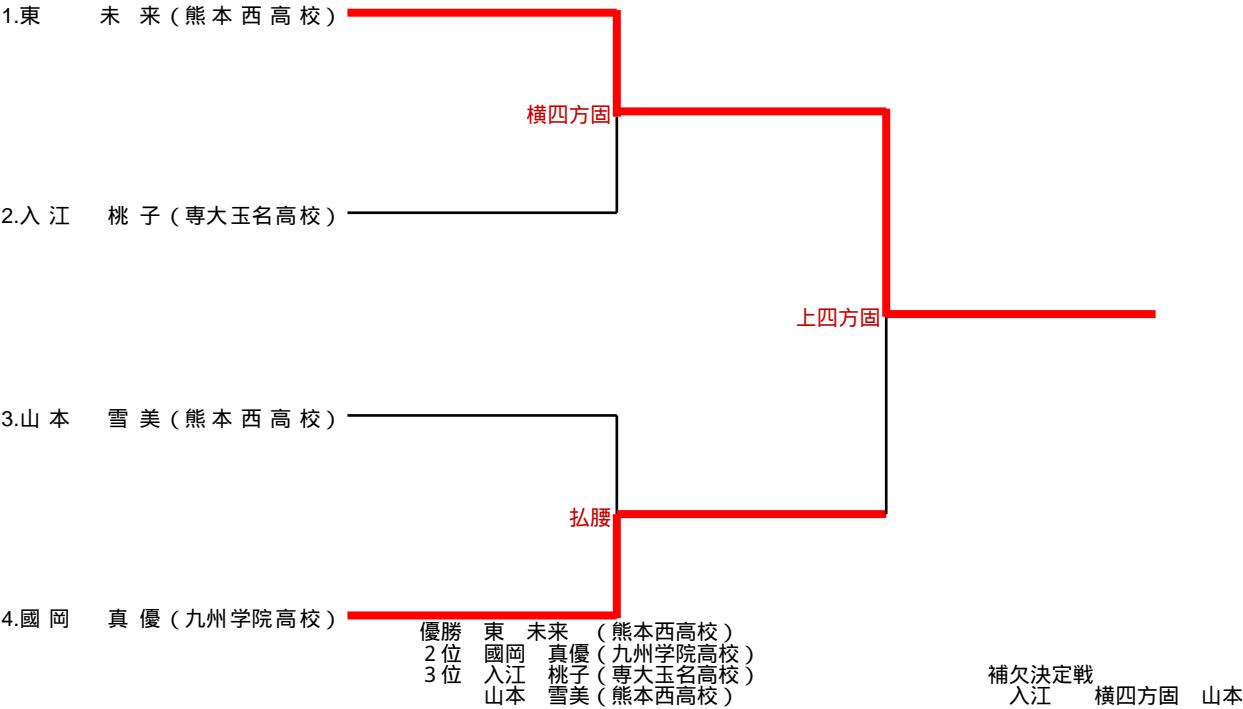 1.東　未来(熊本西高校)
横四方固
2.入江　桃子(専大玉名高校)
上四方固
3.山本　雪美(熊本西高校)
払腰
4.國岡　真優(九州学院高校)
優勝　東　未来　(熊本西高校)
2位　國岡　真優(九州学院高校)
3位　入江　桃子(専大玉名高校)
山本　雪美(熊本西高校)
補欠決定戦
入江　横四方固　山本